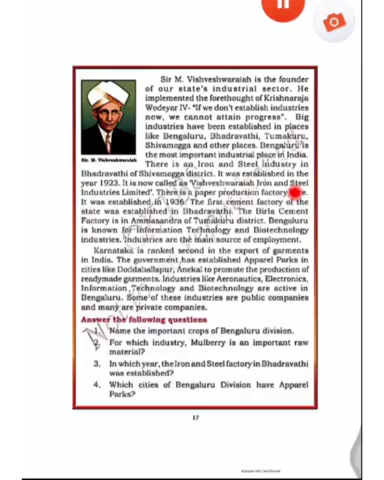 Sir M. Vishveshwaraiah is the founder
of our state's industrial sector. He
implemented the forethought of Krishnaraja
Wodeyar IV- "If we don't establish industries
now, we cannot attain progress". Big
industries have been established in places
like Bengaluru, Bhadravathi, Tumakuru,
Shivamogga and other places. Bengaluru is
the most important industrial place in India.
Sir. M. Vishveshwaraiah
There is an Iron and Steel industry in
Bhadravathi of Shivamogga district. It was established in the
year 1923. It is now called as 'Vishveshwaraiah Iron and Steel
Industries Limited'. There is a paper production factory
It was established in 1936. The first cement factory of the
state was established in Bhadravathi. The Birla Cement
Factory is in Ammasandra of Tumakuru district. Bengaluru
is known for Information Technology and Biotechnology
industries. Industries are the main source of employment.
Karnataka is ranked second in the export of garments
in India. The government has established Apparel Parks in
cities like Doddaballapur, Anekal to promote the production of
readymade garments. Industries like Aeronautics, Electronics,
Information Technology and Biotechnology are active in
Bengaluru. Some of these industries are public companies
and many are private companies.
Answer the following questions
1. Name the important crops of Bengaluru division.
2. For which industry, Mulberry is an important raw
material?
3. In which year, the Iron and Steel factory in Bhadravathi
was established?
4. Which cities of Bengaluru Division have Apparel
Parks?
17